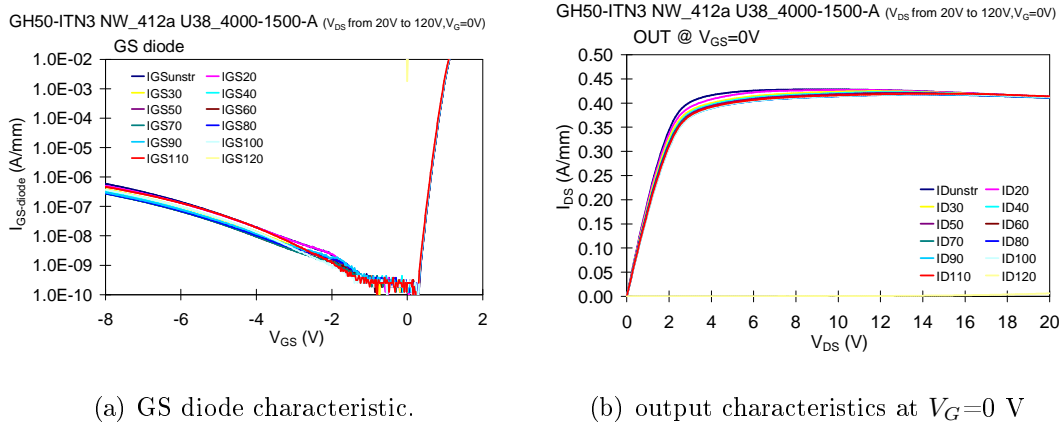 GH50-ITN3 NW_412a U38_4000-1500-A (VDS from 20V to 120V,VG=0V)
GS diode
1.0E-02
1.0E-03
1.0E-04
1.0E-05
1.0E-06
1.0E-07
1.0E-08
1.0E-09
1.0E-10
IGS-diode (A/mm)
IGSunstr IGS20
IGS30 IGS40
IGS50 IGS60
IGS70 IGS80
IGS90 IGS100
IGS110 IGS120
-8 -6 -4 -2 0 2
VGS (V)
(a) GS diode characteristic.
GH50-ITN3 NW_412a U38_4000-1500-A (VDS from 20V to 120V,VG=0V)
OUT @ VGS=0V
0.50
0.45
0.40
0.35
0.30
0.25
0.20
0.15
0.10
0.05
0.00
IDS (A/mm)
IDunstr ID20
ID30 ID40
ID50 ID60
ID70 ID80
ID90 ID100
ID110 ID120
0 2 4 6 8 10 12 14 16 18 20
VDS (V)
(b) output characteristics at VG=0 V